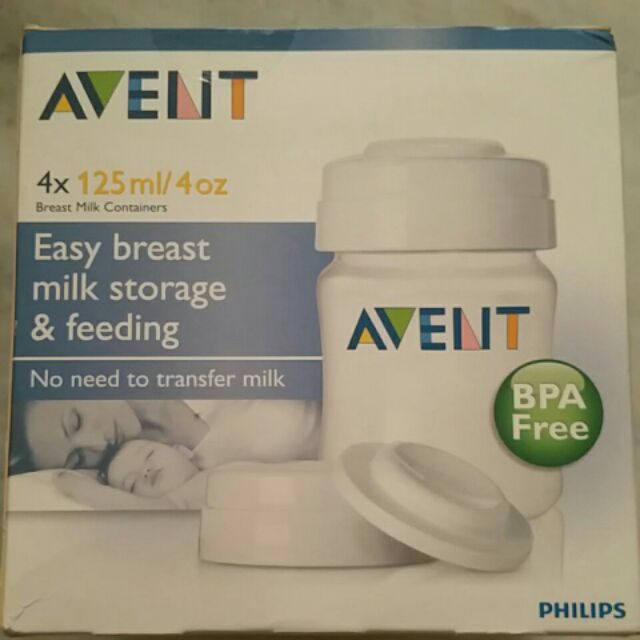 AVENT
4x 125ml/4oz
Breast Milk Containers
Easy breast
milk storage
& feeding
No need to transfer milk
AVENT
BPA
Free
PHILIPS